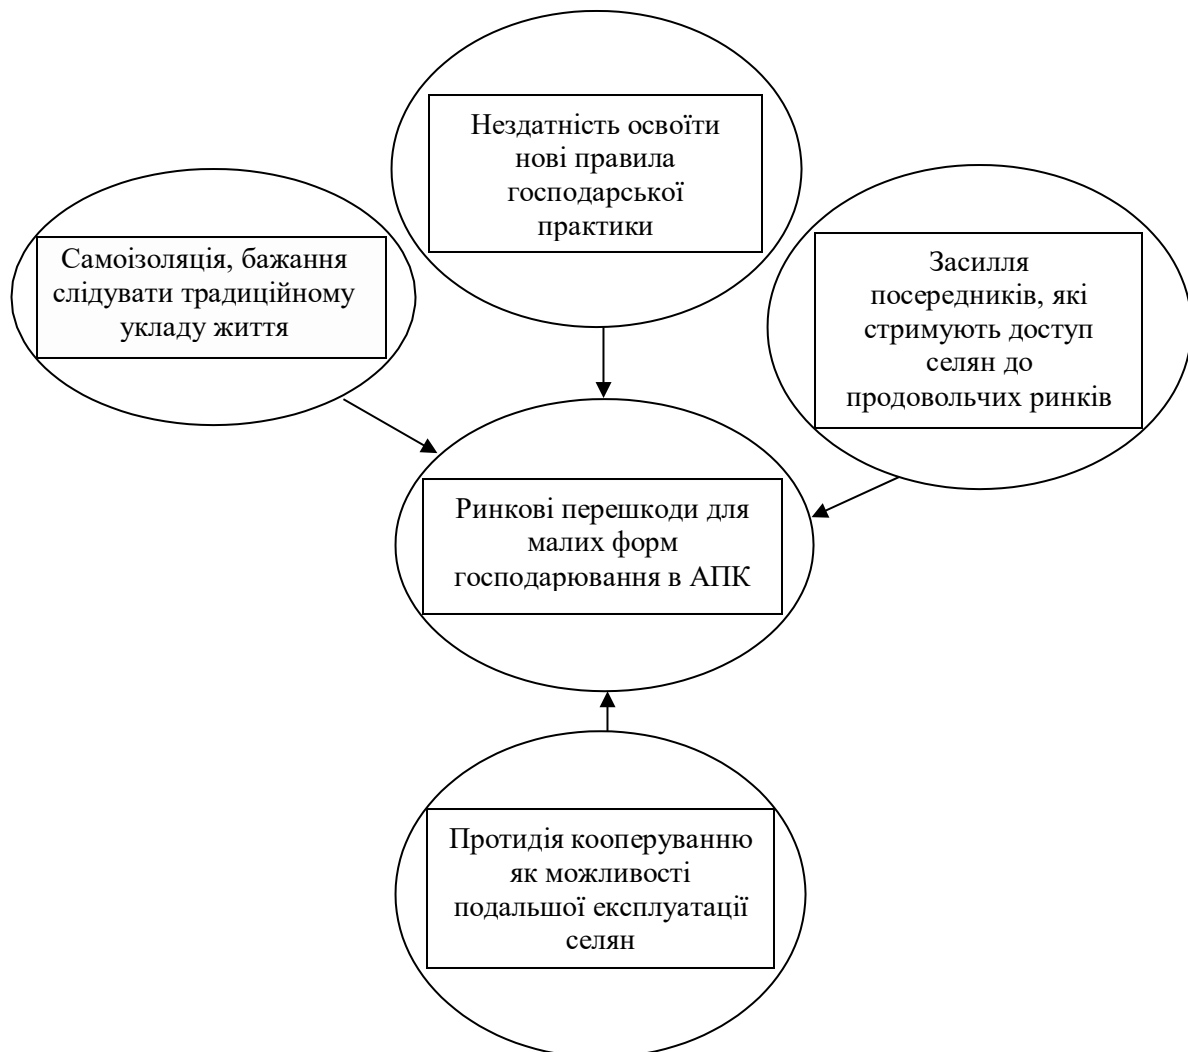 Нездатність освоїти
нові правила
господарської
практики
Самоізоляція, бажання
слідувати традиційному
укладу життя
Засилля
посередників, які
стримують доступ
селян до
продовольчих ринків
Ринкові перешкоди для
малих форм
господарювання в АПК
Протидія кооперуванню
як можливості
подальшої експлуатації
селян